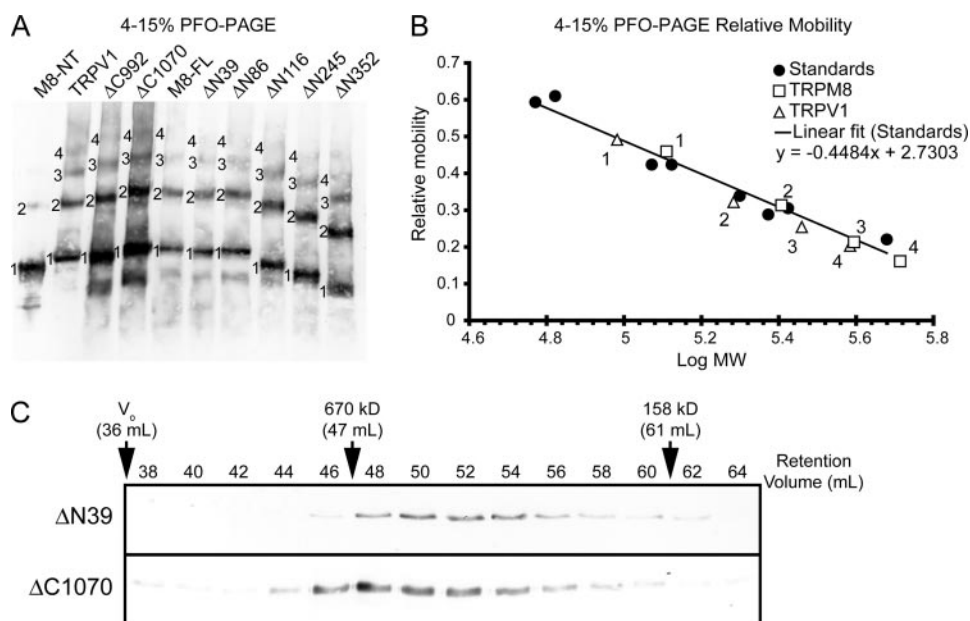 A
4-15% PFO-PAGE
M8-NT
TRPV1
ΔC992
ΔC1070
M8-FL
ΔN39
ΔN86
ΔN116
ΔN245
ΔN352
4 4 4 4 4 4 4 4 4
3 3 3 3 3 3 3 3 3
2 2 2 2 2 2 2 2 2 2
1 1 1 1 1 1 1 1 1 1
B
4-15% PFO-PAGE Relative Mobility
Relative mobility
0.7
0.6
0.5
0.4
0.3
0.2
0.1
0
4.6 4.8 5 5.2 5.4 5.6 5.8
Log MW
Standards
TRPM8
TRPV1
Linear fit (Standards)
y = -0.4484x + 2.7303
1 1
2 2
3 3
4 4
C
Vo 670 kD 158 kD
(36 mL) (47 mL) (61 mL)
38 40 42 44 46 48 50 52 54 56 58 60 62 64
Retention
Volume (mL)
ΔN39
ΔC1070